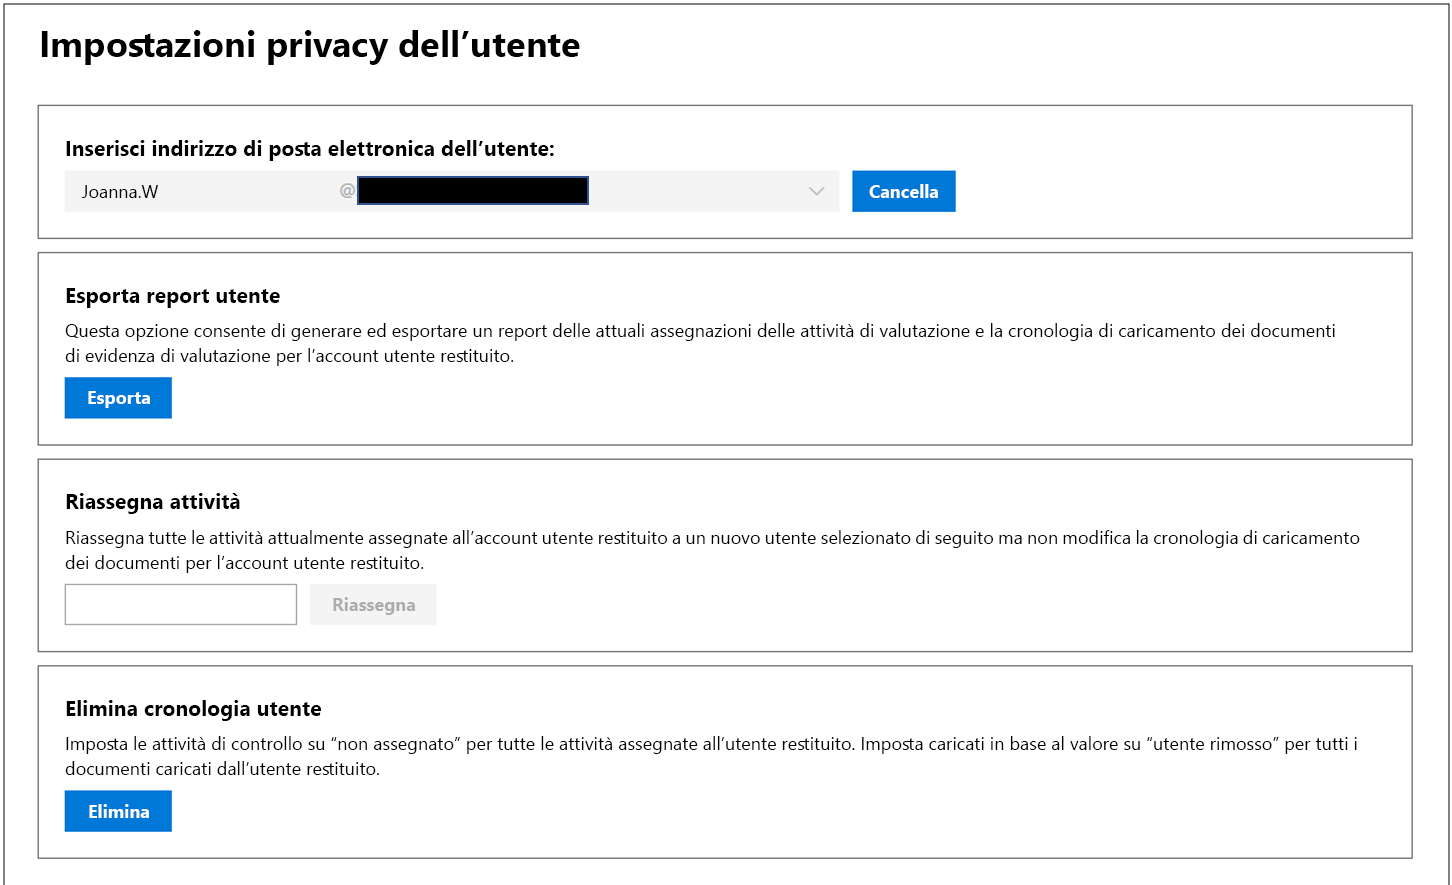 Impostazioni privacy dell’utente
Inserisci indirizzo di posta elettronica dell’utente:
Joanna.W @ Cancella
Esporta report utente
Questa opzione consente di generare ed esportare un report delle attuali assegnazioni delle attività di valutazione e la cronologia di caricamento dei documenti
di evidenza di valutazione per l’account utente restituito.
Esporta
Riassegna attività
Riassegna tutte le attività attualmente assegnate all’account utente restituito a un nuovo utente selezionato di seguito ma non modifica la cronologia di caricamento
dei documenti per l’account utente restituito.
Riassegna
Elimina cronologia utente
Imposta le attività di controllo su “non assegnato” per tutte le attività assegnate all’utente restituito. Imposta caricati in base al valore su “utente rimosso” per tutti i
documenti caricati dall’utente restituito.
Elimina